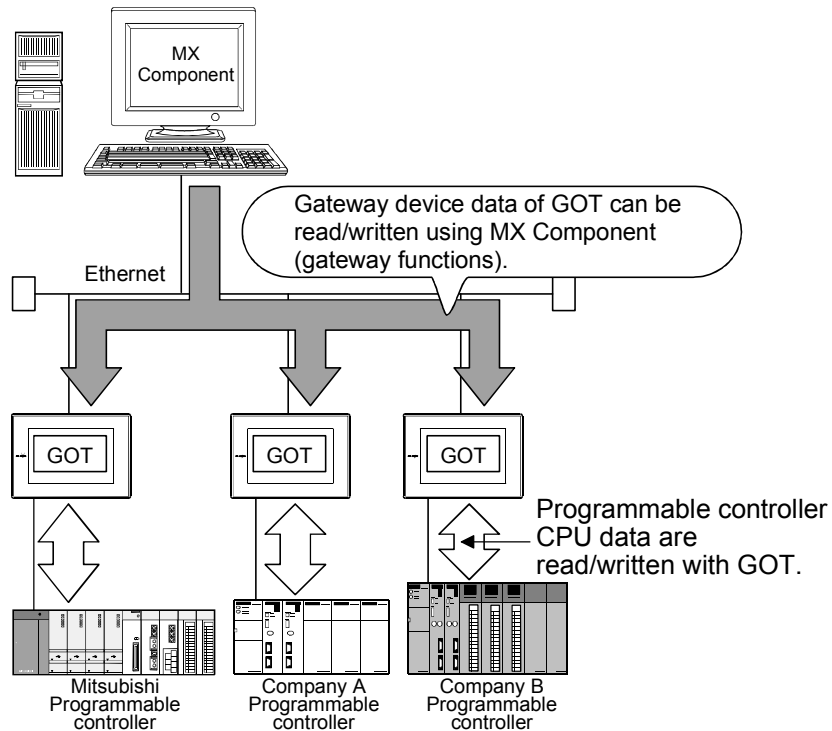 MX
Component
Gateway device data of GOT can be
read/written using MX Component
(gateway functions).
Ethernet
GOT
GOT
GOT
Programmable controller
CPU data are
read/written with GOT.
Mitsubishi
Programmable
controller
Company A
Programmable
controller
Company B
Programmable
controller